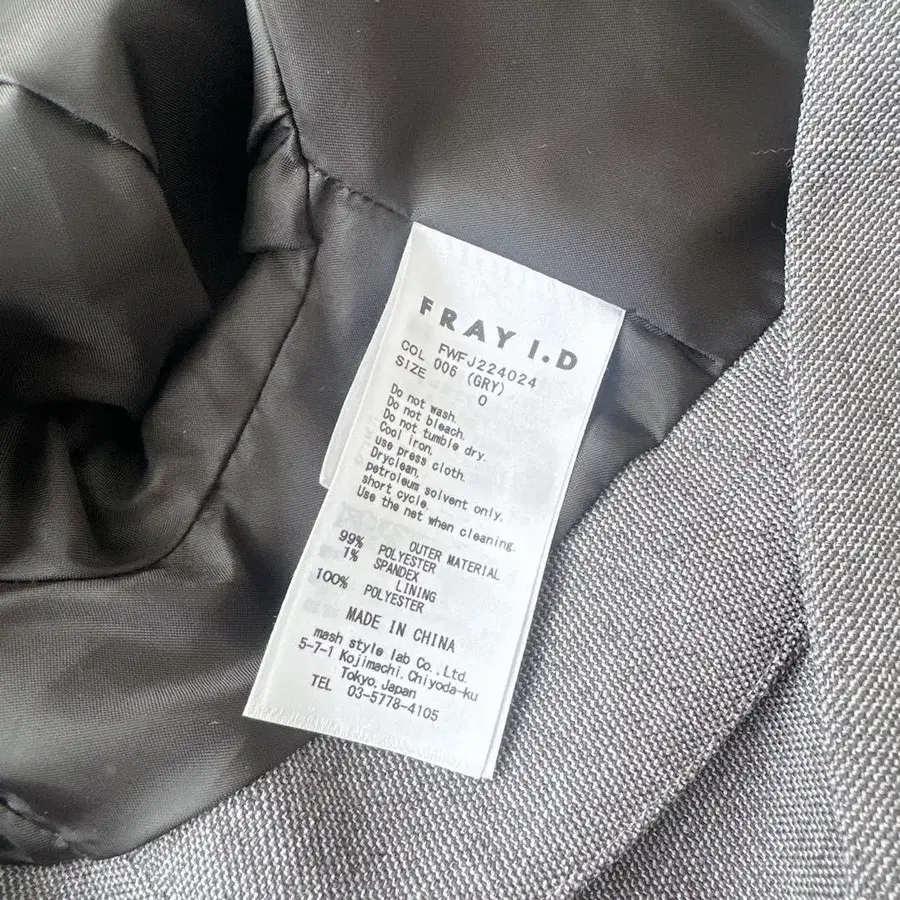 FRAY I.D
FWFJ224024
COL 006 (GRY)
SIZE 0
Do not wash.
Do not bleach.
Do not tumble dry.
Cool iron.
use press cloth.
Dryclean.
petroleum solvent only.
short cycle.
Use the net when cleaning.
OUTER MATERIAL
99% POLYESTER
1% SPANDEX
LINING
100% POLYESTER
MADE IN CHINA
mash style lab Co.,Ltd.
5-7-1 Kojimachi.Chiyoda-ku
Tokyo.Japan
TEL 03-5778-4105